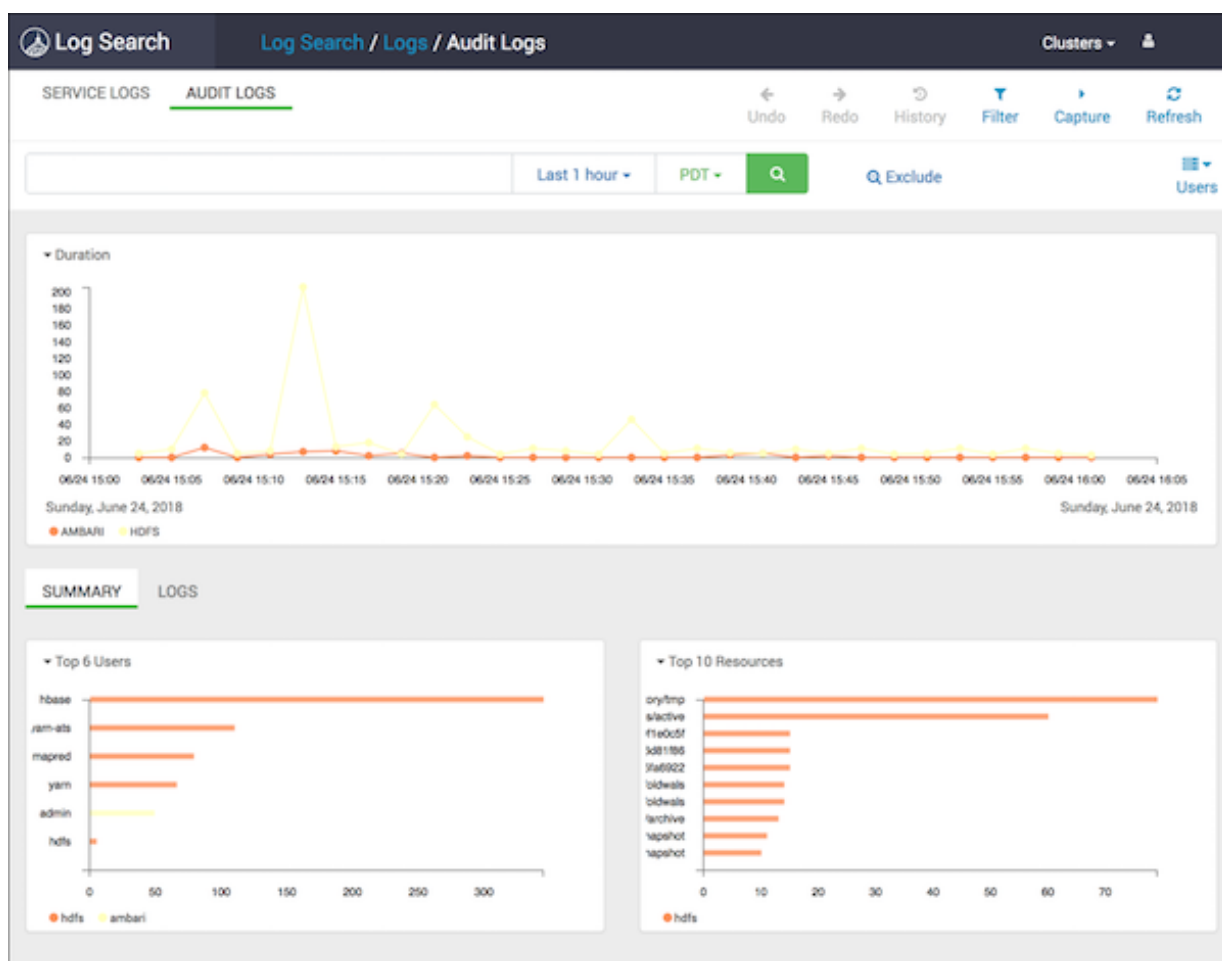 Log Search Log Search / Logs / Audit Logs Clusters
SERVICE LOGS AUDIT LOGS Undo Redo History Filter Capture Refresh
Last 1 hour PDT Exclude Users
Duration
200
180
160
140
120
100
80
60
40
20
0
06/24 15:00 06/24 15:05 06/24 15:10 06/24 15:15 06/24 15:20 06/24 15:25 06/24 15:30 06/24 15:35 06/24 15:40 06/24 15:45 06/24 15:50 06/24 15:55 06/24 16:00 06/24 16:05
Sunday, June 24, 2018 Sunday, June 24, 2018
AMBARI HDFS
SUMMARY LOGS
Top 6 Users
hbase
yarn-ats
mapred
yarn
admin
hdfs
0 50 100 150 200 250 300
hdfs ambari
Top 10 Resources
ory/tmp
s/active
f1e0c5f
3d81f86
5fa6922
oldwals
oldwals
/archive
napshot
napshot
0 10 20 30 40 50 60 70
hdfs